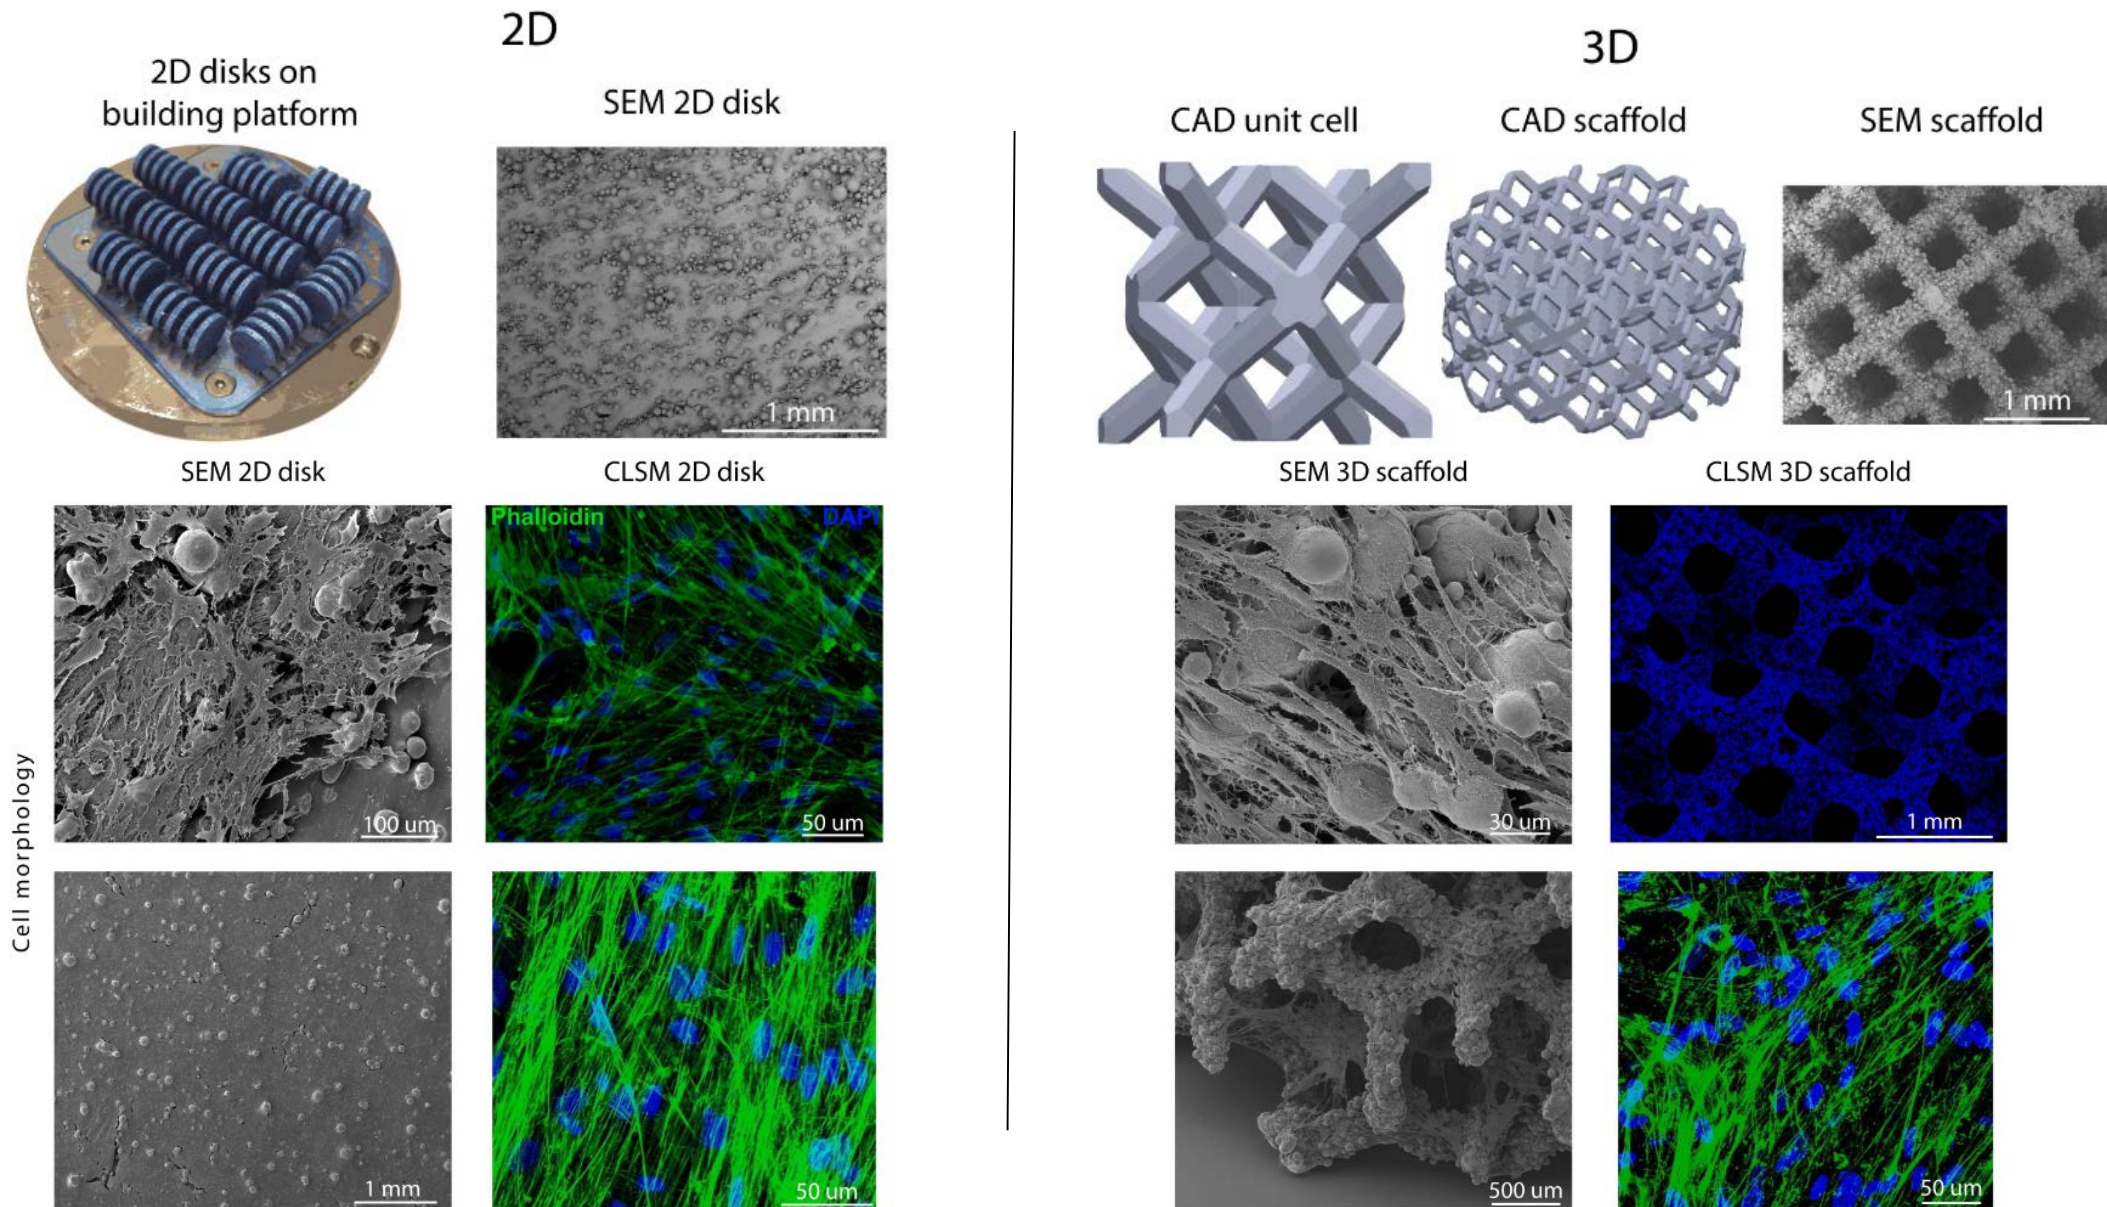 2D
2D disks on
building platform
SEM 2D disk
1 mm
SEM 2D disk
CLSM 2D disk
Cell morphology
100 um
Phalloidin
DAPI
50 um
1 mm
50 um
3D
CAD unit cell
CAD scaffold
SEM scaffold
1 mm
SEM 3D scaffold
CLSM 3D scaffold
30 um
1 mm
500 um
50 um